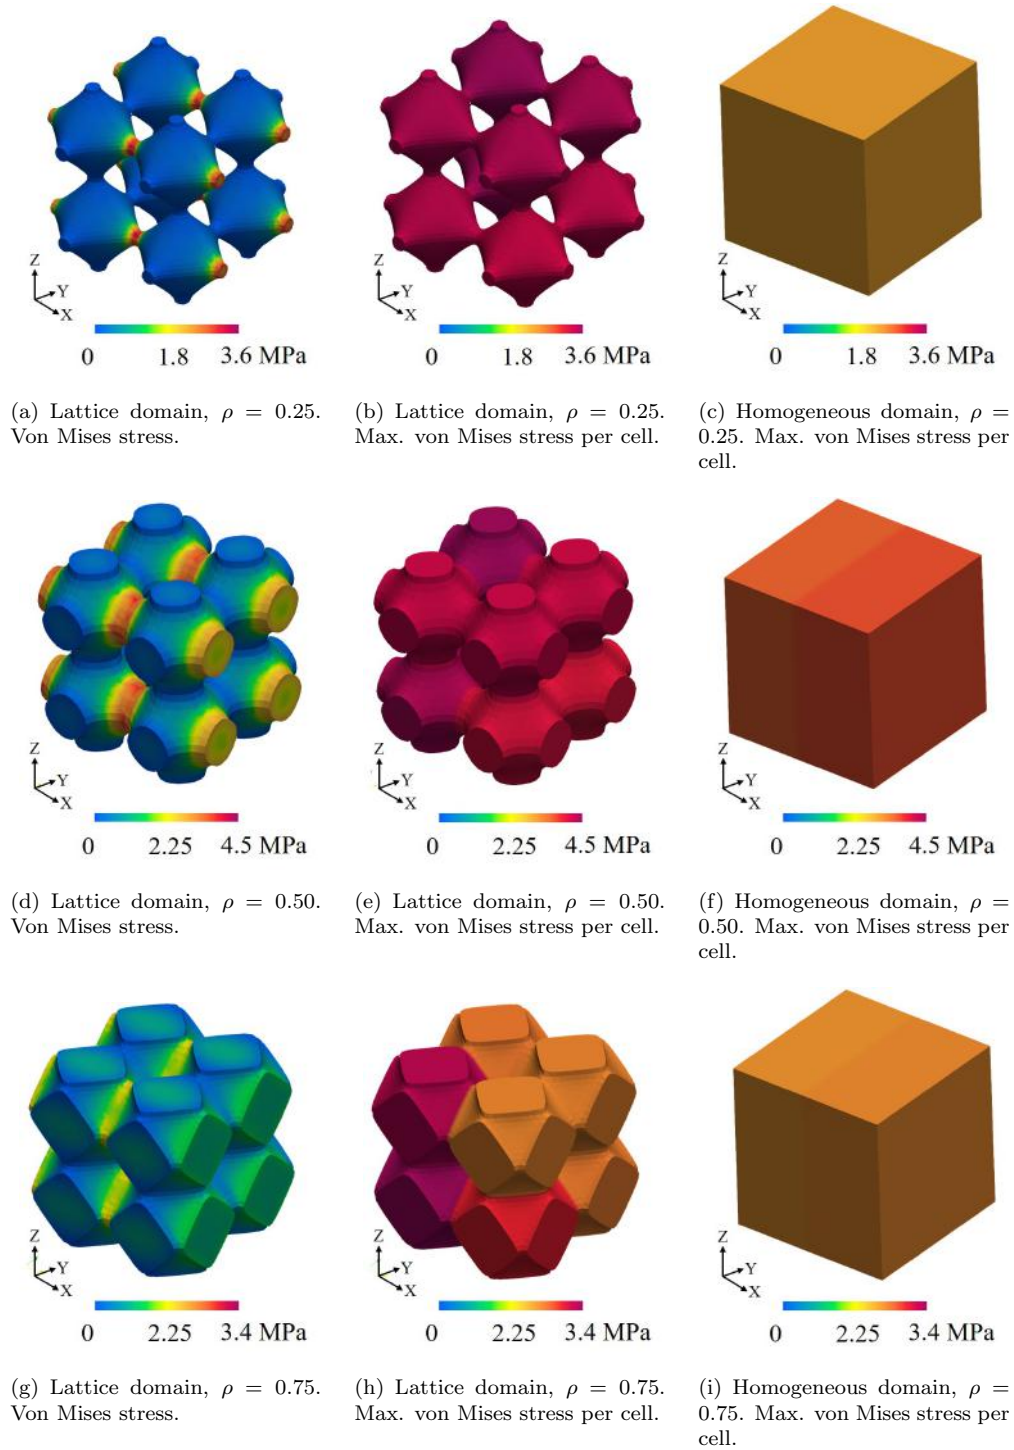 Z
Y
X
0 1.8 3.6 MPa
Z
Y
X
0 1.8 3.6 MPa
Z
Y
X
0 1.8 3.6 MPa
(a) Lattice domain, ρ = 0.25.
Von Mises stress.
(b) Lattice domain, ρ = 0.25.
Max. von Mises stress per cell.
(c) Homogeneous domain, ρ =
0.25. Max. von Mises stress per
cell.
Z
Y
X
0 2.25 4.5 MPa
Z
Y
X
0 2.25 4.5 MPa
Z
Y
X
0 2.25 4.5 MPa
(d) Lattice domain, ρ = 0.50.
Von Mises stress.
(e) Lattice domain, ρ = 0.50.
Max. von Mises stress per cell.
(f) Homogeneous domain, ρ =
0.50. Max. von Mises stress per
cell.
Z
Y
X
0 2.25 3.4 MPa
Z
Y
X
0 2.25 3.4 MPa
Z
Y
X
0 2.25 3.4 MPa
(g) Lattice domain, ρ = 0.75.
Von Mises stress.
(h) Lattice domain, ρ = 0.75.
Max. von Mises stress per cell.
(i) Homogeneous domain, ρ =
0.75. Max. von Mises stress per
cell.